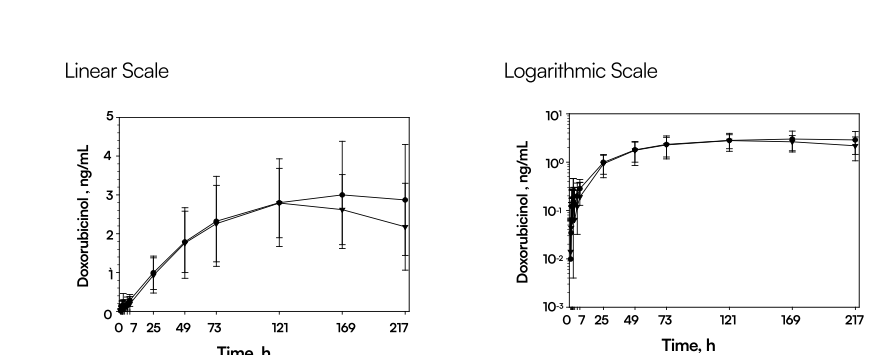 Linear Scale
Doxorubicinol , ng/mL
5
4
3
2
1
0
0 7 25 49 73 121 169 217
Time, h
Logarithmic Scale
Doxorubicinol , ng/mL
10¹
10⁰
10⁻¹
10⁻²
10⁻³
0 7 25 49 73 121 169 217
Time, h